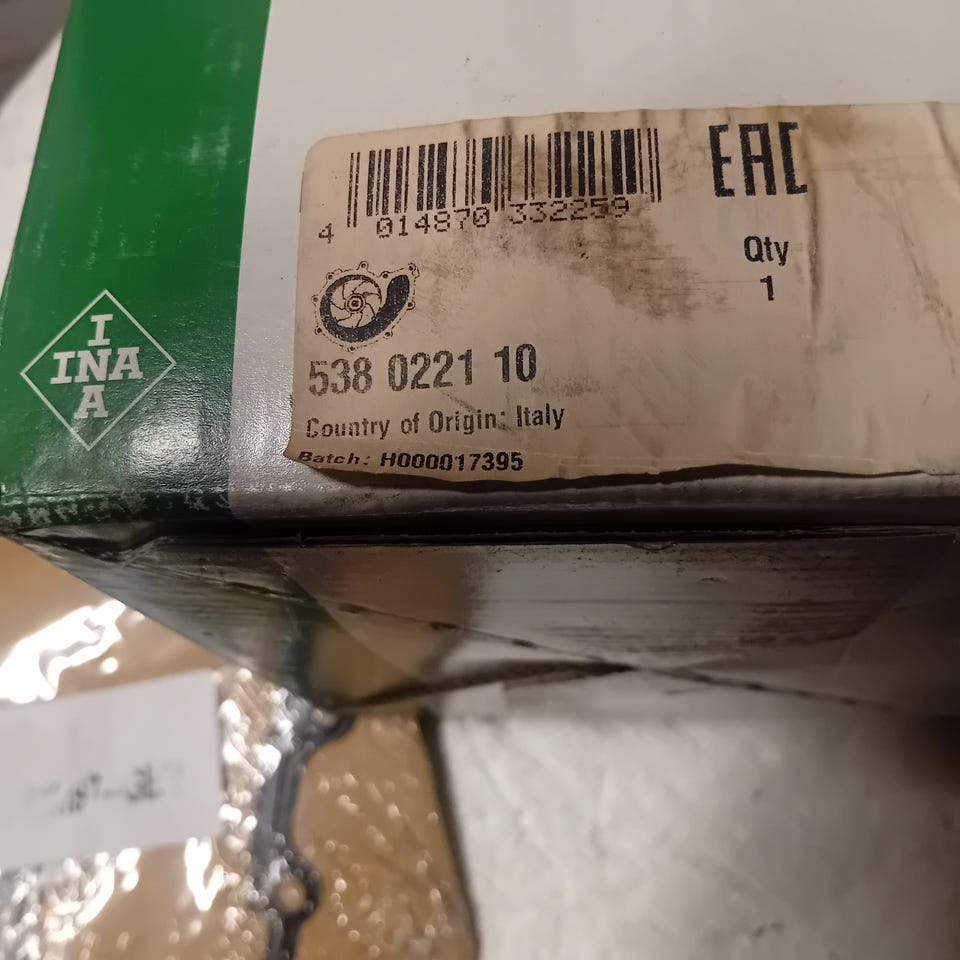 4 014870 332259
EAC
Qty
1
I
INA
A
538 0221 10
Country of Origin: Italy
Batch: H000017395